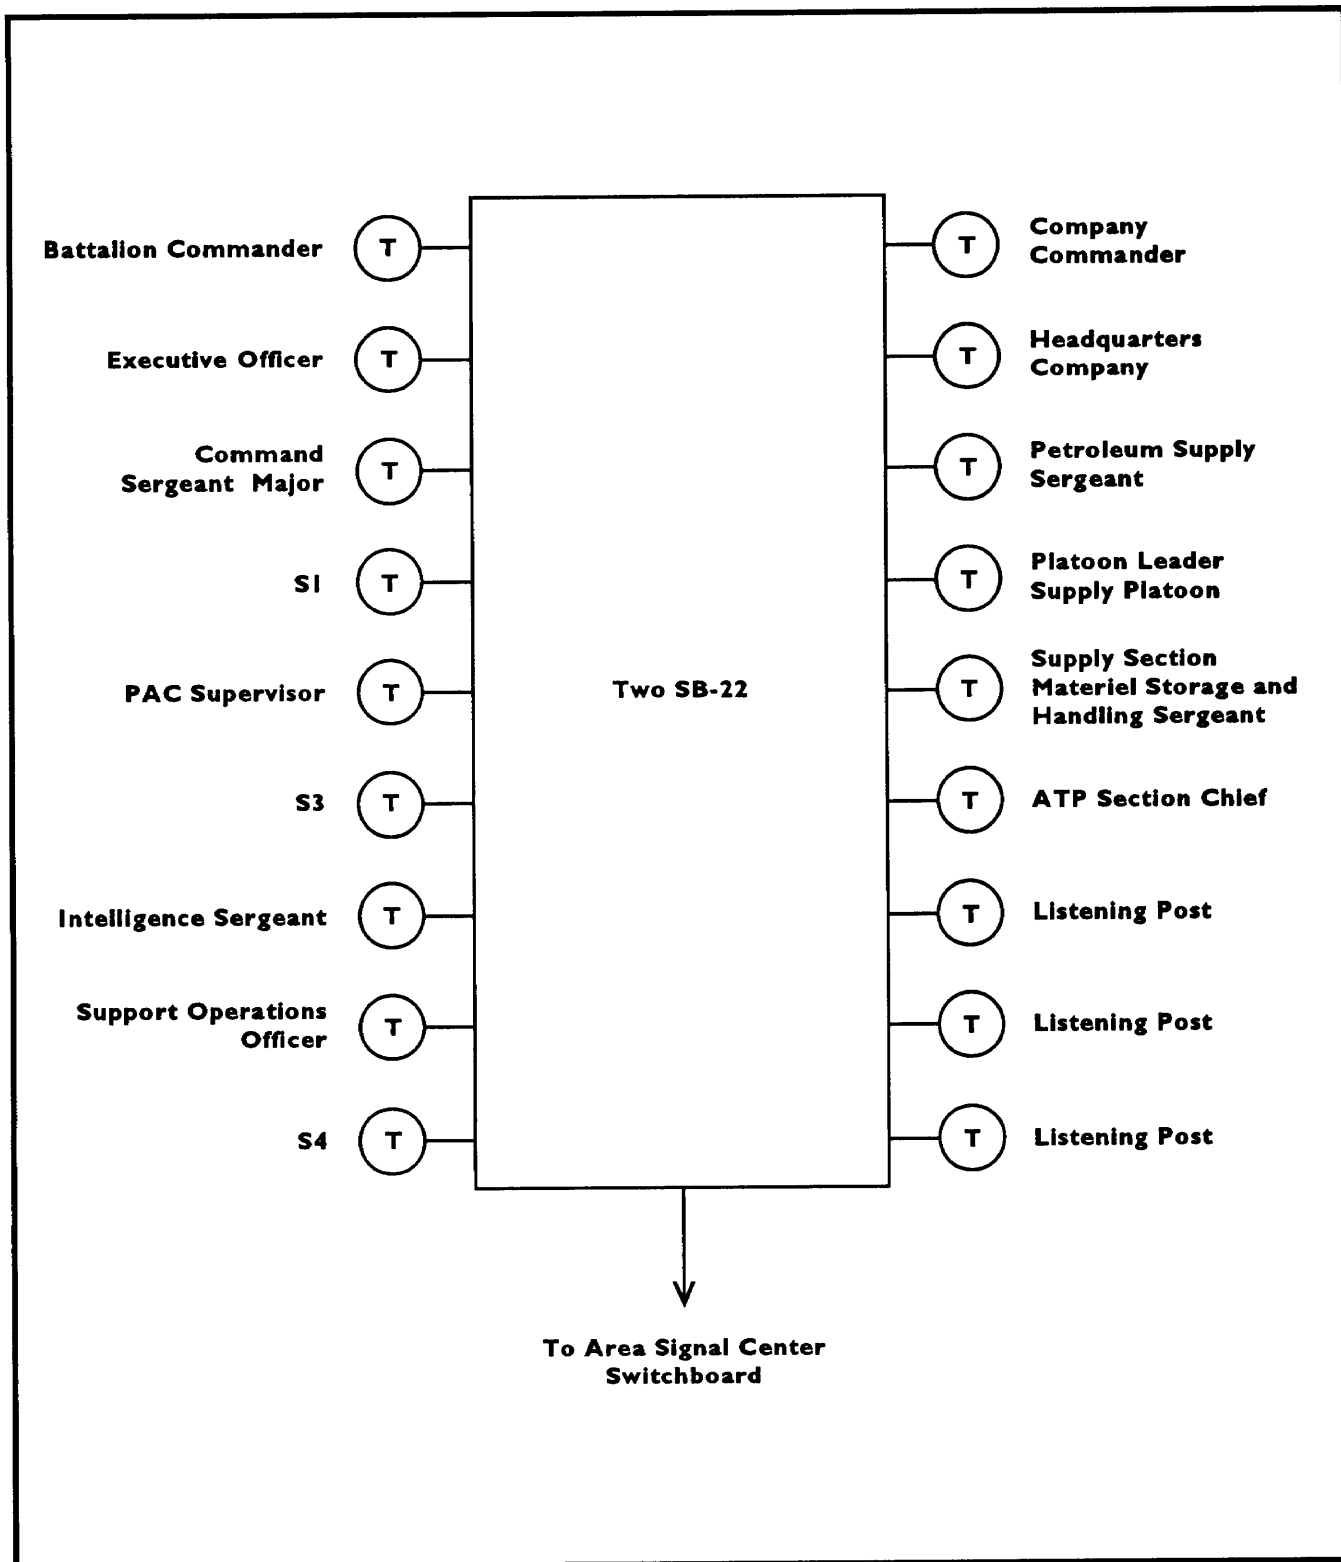 Battalion Commander
T
Executive Officer
T
Command
Sergeant Major
T
S1
T
PAC Supervisor
T
S3
T
Intelligence Sergeant
T
Support Operations
Officer
T
S4
T
Two SB-22
T
Company
Commander
T
Headquarters
Company
T
Petroleum Supply
Sergeant
T
Platoon Leader
Supply Platoon
T
Supply Section
Materiel Storage and
Handling Sergeant
T
ATP Section Chief
T
Listening Post
T
Listening Post
T
Listening Post
To Area Signal Center
Switchboard